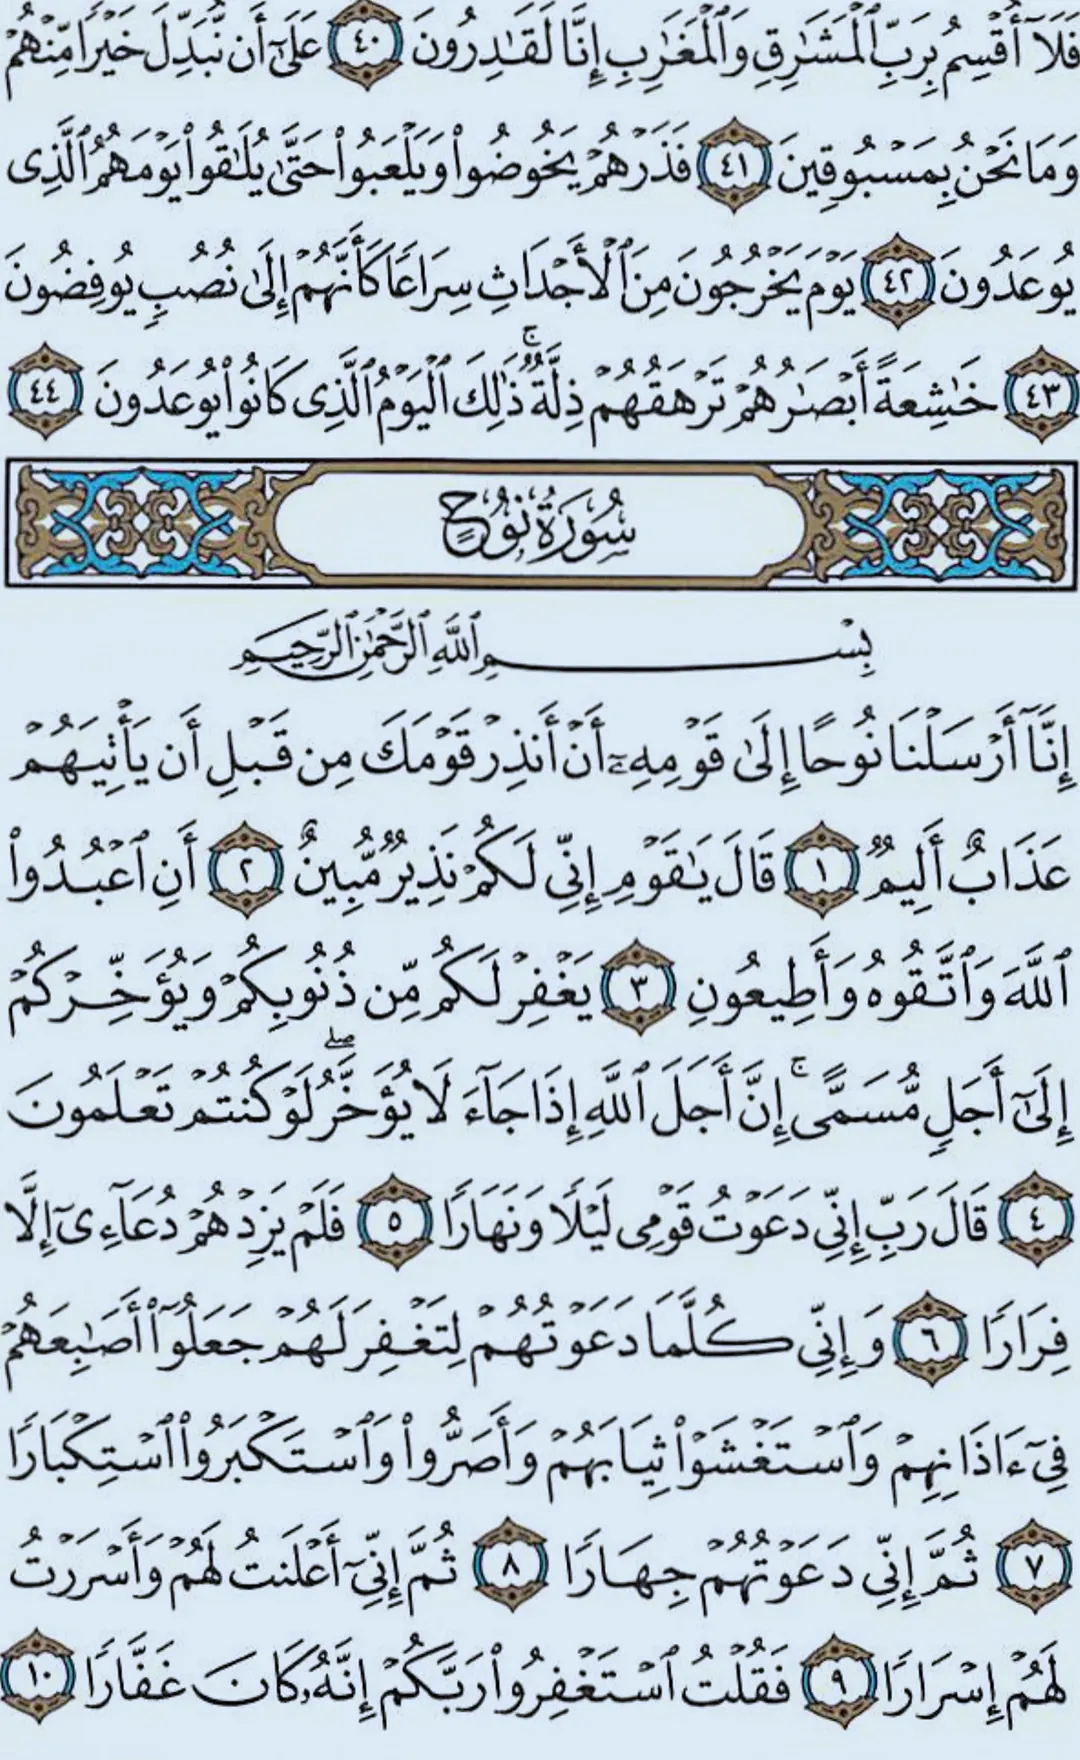 فَلَآ أُقْسِمُ بِرَبِّ ٱلْمَشَـٰرِقِ وَٱلْمَغَـٰرِبِ إِنَّا لَقَـٰدِرُونَ ٤٠ عَلَىٰٓ أَن نُّبَدِّلَ خَيْرًا مِّنْهُمْ
وَمَا نَحْنُ بِمَسْبُوقِينَ ٤١ فَذَرْهُمْ يَخُوضُوا۟ وَيَلْعَبُوا۟ حَتَّىٰ يُلَـٰقُوا۟ يَوْمَهُمُ ٱلَّذِى
يُوعَدُونَ ٤٢ يَوْمَ يَخْرُجُونَ مِنَ ٱلْأَجْدَاثِ سِرَاعًا كَأَنَّهُمْ إِلَىٰ نُصُبٍ يُوفِضُونَ
٤٣ خَـٰشِعَةً أَبْصَـٰرُهُمْ تَرْهَقُهُمْ ذِلَّةٌ ۚ ذَٰلِكَ ٱلْيَوْمُ ٱلَّذِى كَانُوا۟ يُوعَدُونَ ٤٤
سُورَةُ نُوحٍ
بِسْمِ ٱللَّهِ ٱلرَّحْمَـٰنِ ٱلرَّحِيمِ
إِنَّآ أَرْسَلْنَا نُوحًا إِلَىٰ قَوْمِهِۦٓ أَنْ أَنذِرْ قَوْمَكَ مِن قَبْلِ أَن يَأْتِيَهُمْ
عَذَابٌ أَلِيمٌ ١ قَالَ يَـٰقَوْمِ إِنِّى لَكُمْ نَذِيرٌ مُّبِينٌ ٢ أَنِ ٱعْبُدُوا۟
ٱللَّهَ وَٱتَّقُوهُ وَأَطِيعُونِ ٣ يَغْفِرْ لَكُم مِّن ذُنُوبِكُمْ وَيُؤَخِّرْكُمْ
إِلَىٰٓ أَجَلٍ مُّسَمًّى ۚ إِنَّ أَجَلَ ٱللَّهِ إِذَا جَآءَ لَا يُؤَخَّرُ ۖ لَوْ كُنتُمْ تَعْلَمُونَ
٤ قَالَ رَبِّ إِنِّى دَعَوْتُ قَوْمِى لَيْلًا وَنَهَارًا ٥ فَلَمْ يَزِدْهُمْ دُعَآءِىٓ إِلَّا
فِرَارًا ٦ وَإِنِّى كُلَّمَا دَعَوْتُهُمْ لِتَغْفِرَ لَهُمْ جَعَلُوٓا۟ أَصَـٰبِعَهُمْ
فِىٓ ءَاذَانِهِمْ وَٱسْتَغْشَوْا۟ ثِيَابَهُمْ وَأَصَرُّوا۟ وَٱسْتَكْبَرُوا۟ ٱسْتِكْبَارًا
٧ ثُمَّ إِنِّى دَعَوْتُهُمْ جِهَارًا ٨ ثُمَّ إِنِّىٓ أَعْلَنتُ لَهُمْ وَأَسْرَرْتُ
لَهُمْ إِسْرَارًا ٩ فَقُلْتُ ٱسْتَغْفِرُوا۟ رَبَّكُمْ إِنَّهُۥ كَانَ غَفَّارًا ١٠